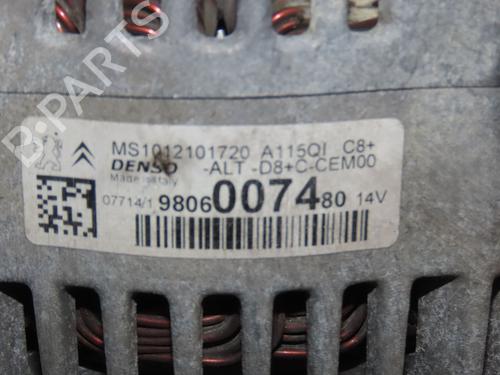 MS1012101720 A115QI C8+
DENSO -ALT -D8+C-CEM00
Made in Italy
07714/1 9806007480 14V
B-PARTS